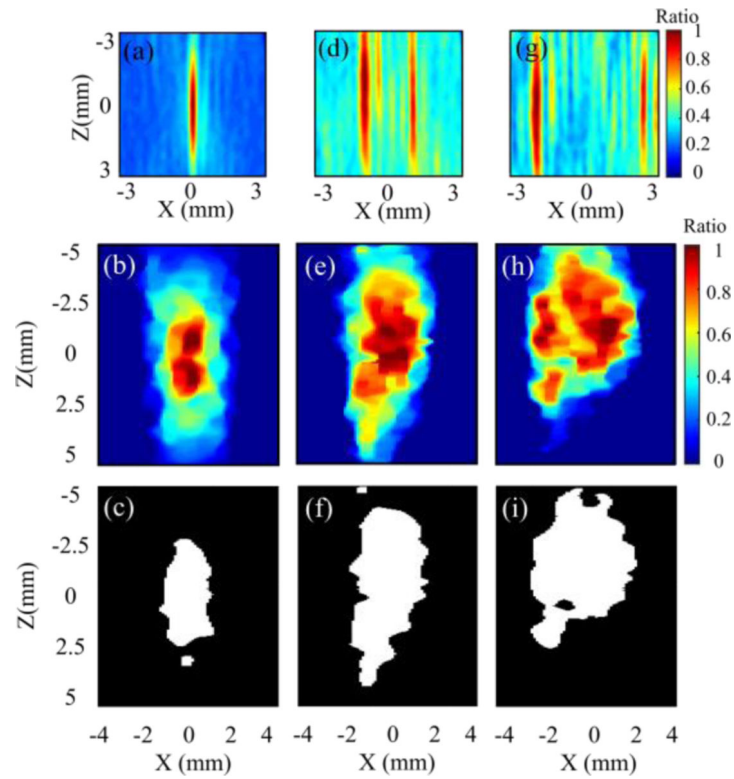 Ratio
-3 (a) (d) (g) 1
0.8
Z(mm) 0 0.6
0.4
0.2
3 0
-3 0 3 -3 0 3 -3 0 3
X (mm) X (mm) X (mm)
Ratio
-5 (b) (e) (h) 1
0.8
-2.5
0.6
Z(mm) 0
0.4
2.5 0.2
5 0
-5 (c) (f) (i)
-2.5
Z(mm) 0
2.5
5
-4 -2 0 2 4 -4 -2 0 2 4 -4 -2 0 2 4
X (mm) X (mm) X (mm)